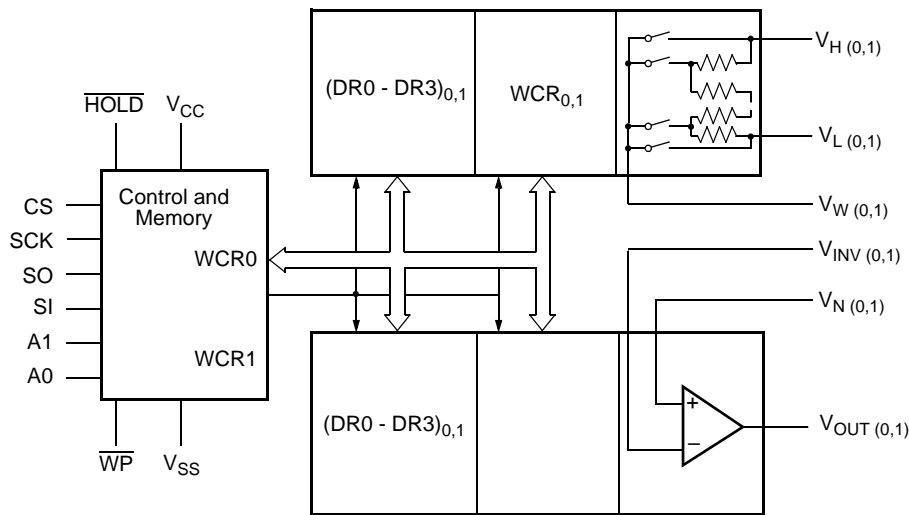 HOLD
V_CC
Control and
Memory
CS
SCK
SO
SI
A1
A0
WCR0
WCR1
WP
V_SS
(DR0 - DR3)_0,1
WCR_0,1
V_H (0,1)
V_L (0,1)
V_W (0,1)
V_INV (0,1)
V_N (0,1)
(DR0 - DR3)_0,1
+
−
V_OUT (0,1)